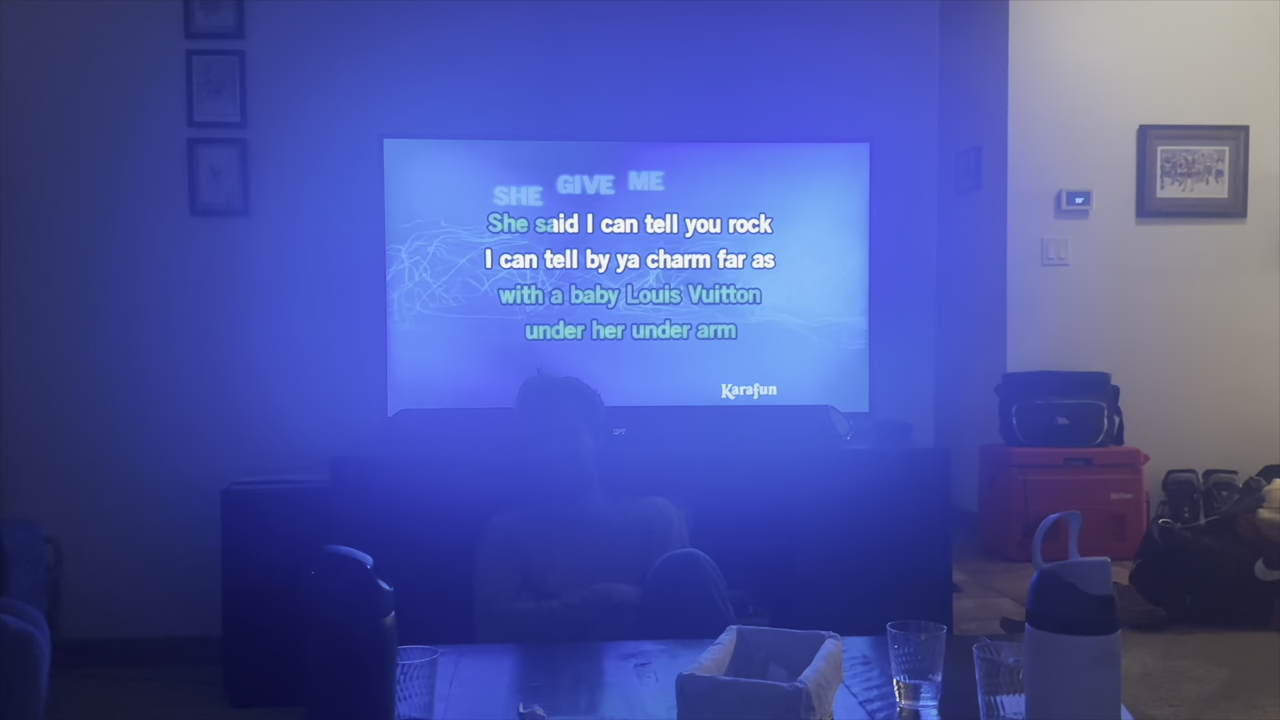 SHE GIVE ME
She said I can tell you rock
I can tell by ya charm far as
with a baby Louis Vuitton
under her under arm
Karafun